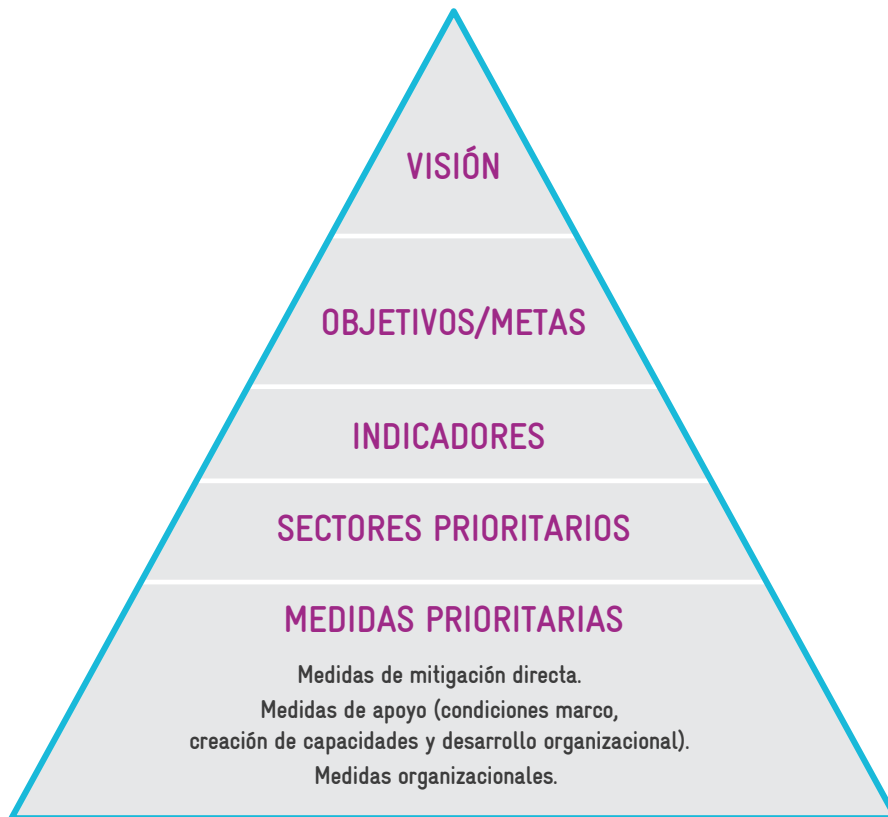 VISIÓN
OBJETIVOS/METAS
INDICADORES
SECTORES PRIORITARIOS
MEDIDAS PRIORITARIAS
Medidas de mitigación directa.
Medidas de apoyo (condiciones marco,
creación de capacidades y desarrollo organizacional).
Medidas organizacionales.